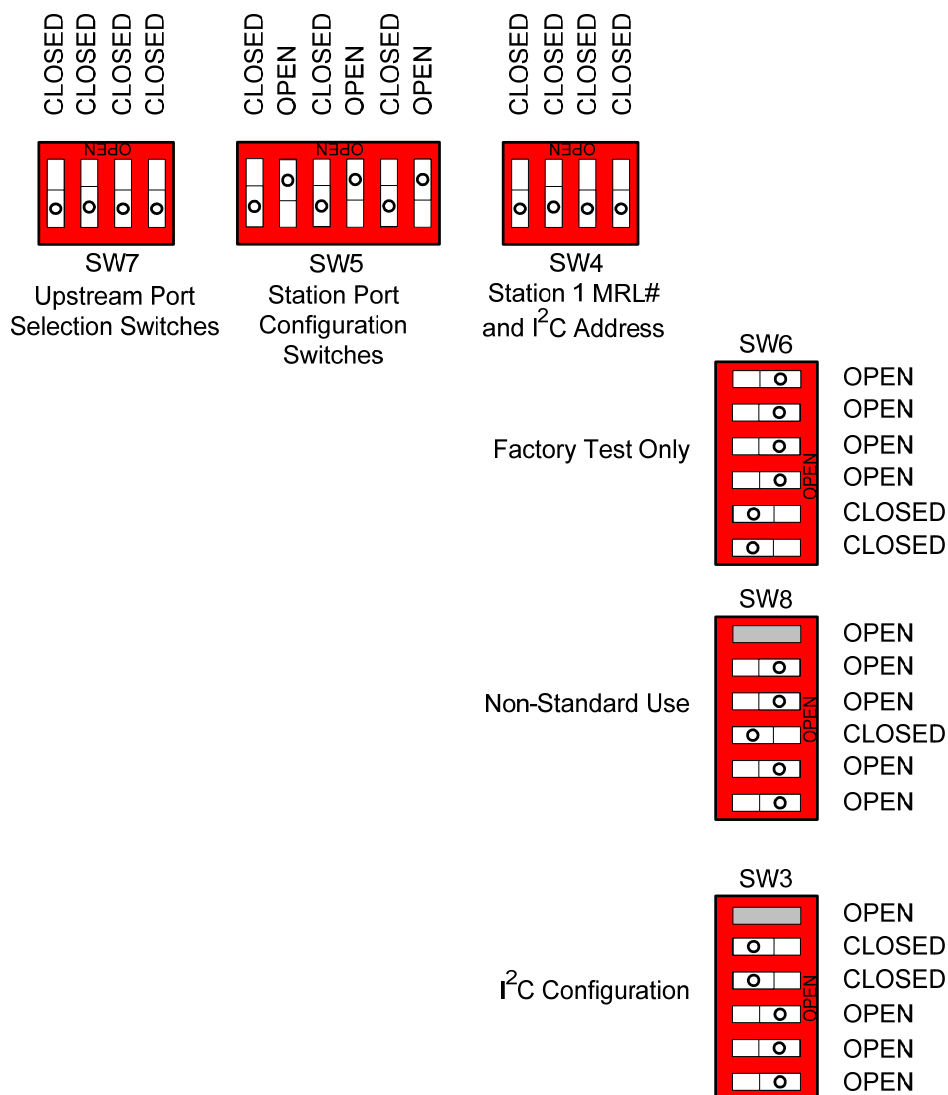 CLOSED CLOSED CLOSED CLOSED
CLOSED OPEN CLOSED OPEN CLOSED OPEN
CLOSED CLOSED CLOSED CLOSED
OPEN
OPEN
OPEN
SW7
Upstream Port
Selection Switches
SW5
Station Port
Configuration
Switches
SW4
Station 1 MRL#
and I²C Address
SW6
Factory Test Only
OPEN
OPEN
OPEN
OPEN
OPEN
CLOSED
CLOSED
SW8
Non-Standard Use
OPEN
OPEN
OPEN
OPEN
CLOSED
OPEN
OPEN
SW3
I²C Configuration
OPEN
OPEN
CLOSED
CLOSED
OPEN
OPEN
OPEN